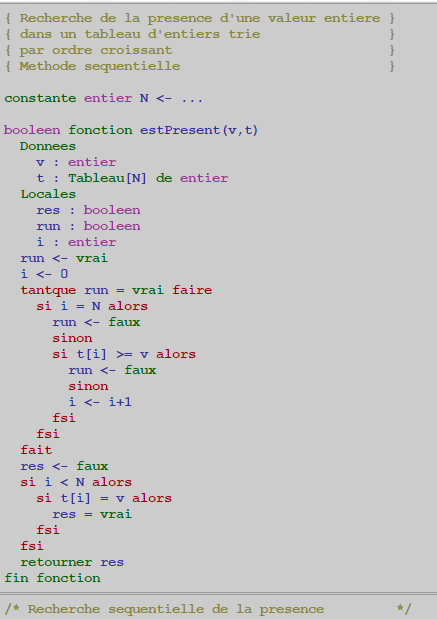 { Recherche de la presence d'une valeur entiere }
{ dans un tableau d'entiers trie                }
{ par ordre croissant                           }
{ Methode sequentielle                          }

constante entier N <- ...

booleen fonction estPresent(v,t)
  Donnees
    v : entier
    t : Tableau[N] de entier
  Locales
    res : booleen
    run : booleen
    i : entier
  run <- vrai
  i <- 0
  tantque run = vrai faire
    si i = N alors
      run <- faux
      sinon
      si t[i] >= v alors
        run <- faux
        sinon
        i <- i+1
      fsi
    fsi
  fait
  res <- faux
  si i < N alors
    si t[i] = v alors
      res = vrai
    fsi
  fsi
  retourner res
fin fonction
/* Recherche sequentielle de la presence         */